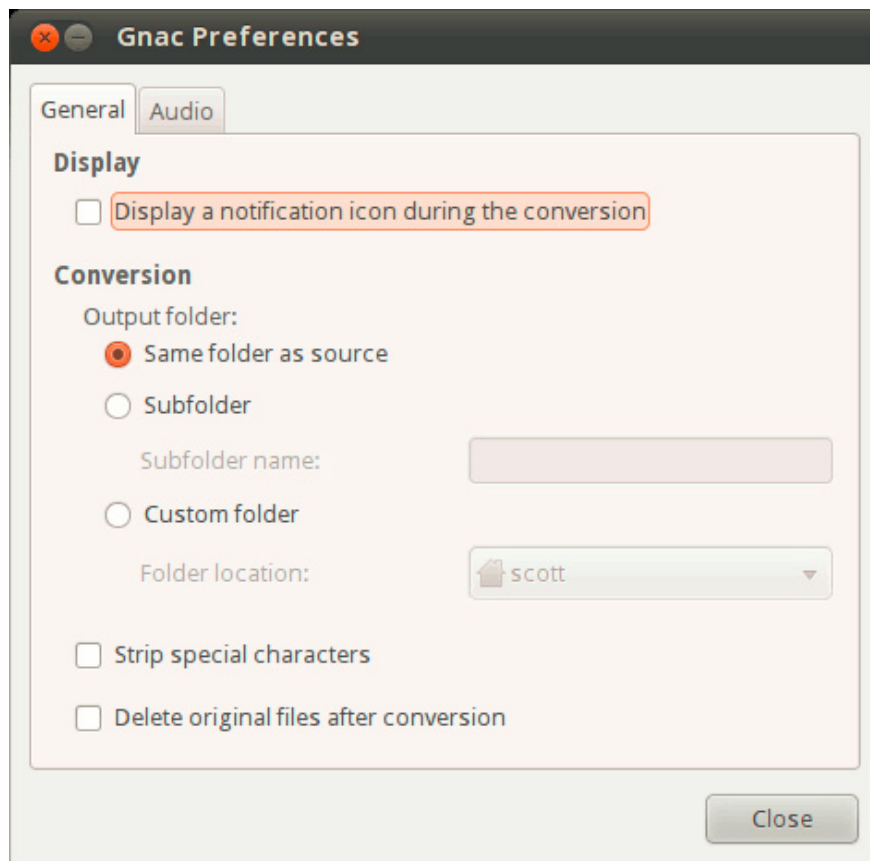 Gnac Preferences
General Audio
Display
Display a notification icon during the conversion
Conversion
Output folder:
Same folder as source
Subfolder
Subfolder name:
Custom folder
Folder location: scott
Strip special characters
Delete original files after conversion
Close